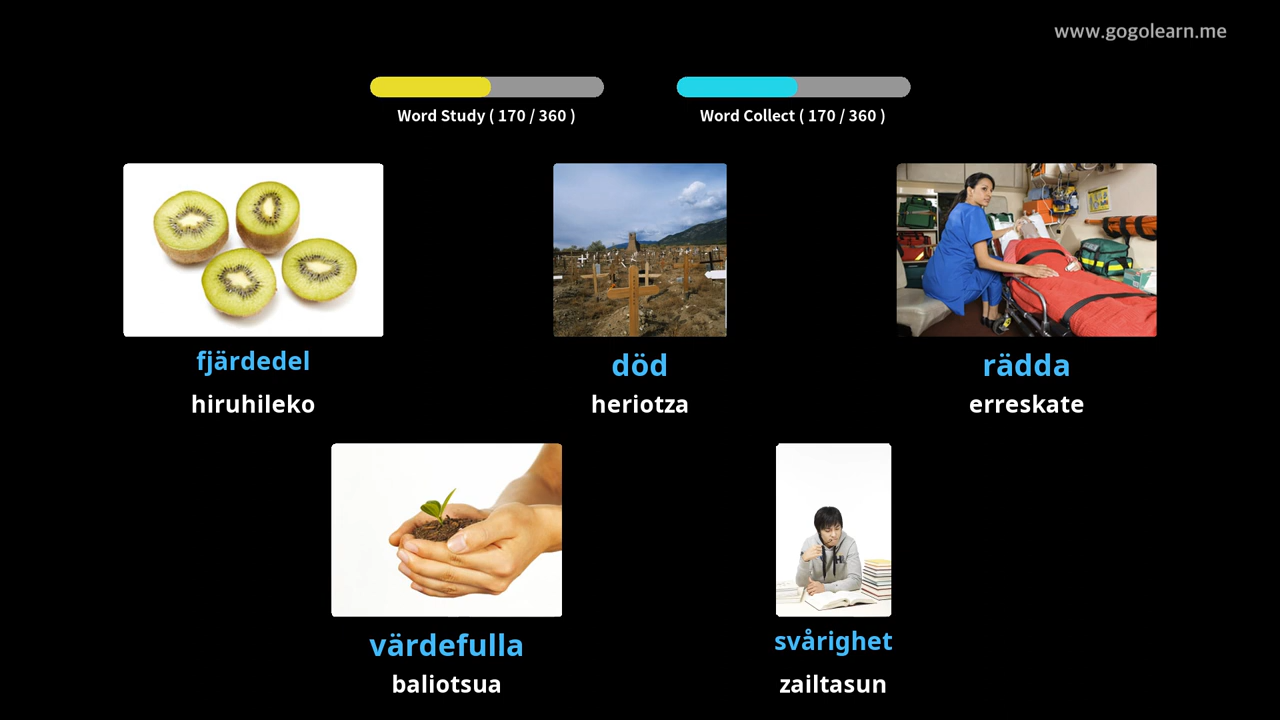 www.gogolearn.me
Word Study ( 170 / 360 )
Word Collect ( 170 / 360 )
fjärdedel
hiruhileko
död
heriotza
rädda
erreskate
värdefulla
baliotsua
svårighet
zailtasun